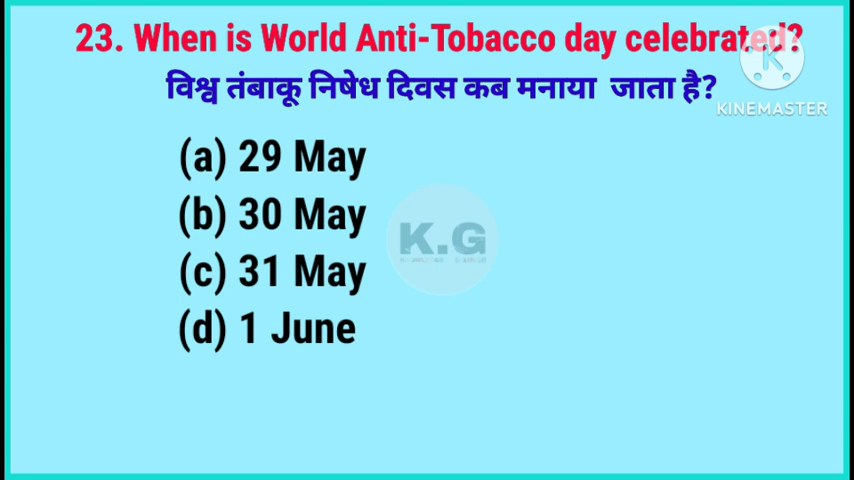 23. When is World Anti-Tobacco day celebrated?
विश्व तंबाकू निषेध दिवस कब मनाया जाता है?
KINEMASTER
(a) 29 May
(b) 30 May
(c) 31 May
(d) 1 June
K.G